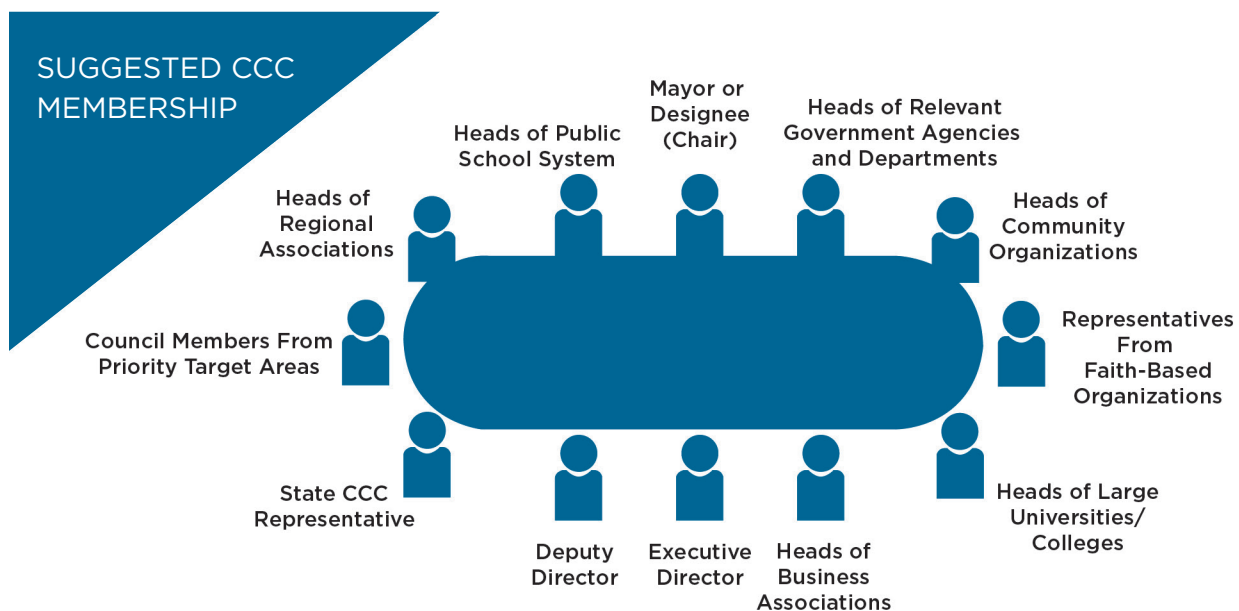 SUGGESTED CCC
MEMBERSHIP
Mayor or
Designee
(Chair)
Heads of Public
School System
Heads of Relevant
Government Agencies
and Departments
Heads of
Regional
Associations
Heads of
Community
Organizations
Council Members From
Priority Target Areas
Representatives
From
Faith-Based
Organizations
State CCC
Representative
Heads of Large
Universities/
Colleges
Deputy
Director
Executive
Director
Heads of
Business
Associations